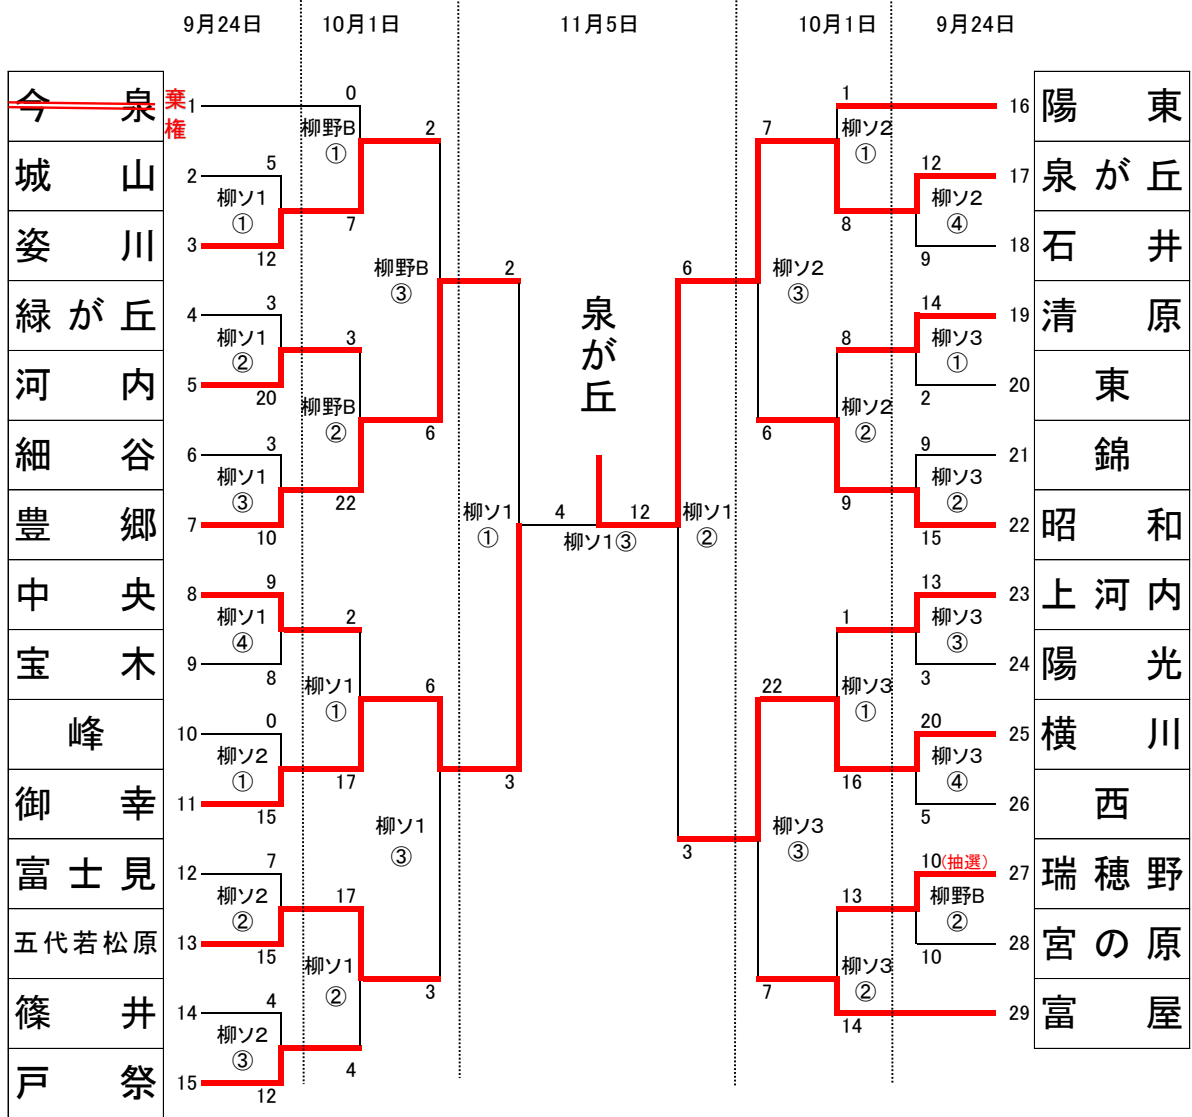 9月24日 10月1日 11月5日 10月1日 9月24日
今泉 棄権 1 0
柳野B ① 2
城山 2 5
柳ソ1 ①
姿川 3 12 7
柳野B ③ 2
緑が丘 4 3
柳ソ1 ② 3
河内 5 20
柳野B ② 6
細谷 6 3
柳ソ1 ③ 22
豊郷 7 10
柳ソ1 ①
中央 8 9
柳ソ1 ④ 2
宝木 9 8
柳ソ1 ① 6
峰 10 0
柳ソ2 ① 17 3
御幸 11 15
柳ソ1 ③
富士見 12 7
柳ソ2 ② 17
五代若松原 13 15
柳ソ1 ② 3
篠井 14 4
柳ソ2 ③ 4
戸祭 15 12
泉が丘
4 12
柳ソ1③
1 16 陽東
7 柳ソ2 ①
12 17 泉が丘
柳ソ2 ④
8 9 18 石井
6 柳ソ2 ③
14 19 清原
8 柳ソ3 ①
2 20 東
6 柳ソ2 ②
9 21 錦
9 柳ソ3 ②
15 22 昭和
柳ソ1 ②
13 23 上河内
1 柳ソ3 ③
3 24 陽光
22 柳ソ3 ①
20 25 横川
16 柳ソ3 ④
5 26 西
3 柳ソ3 ③
10(抽選) 27 瑞穂野
13 柳野B ②
10 28 宮の原
7 柳ソ3 ②
14 29 富屋